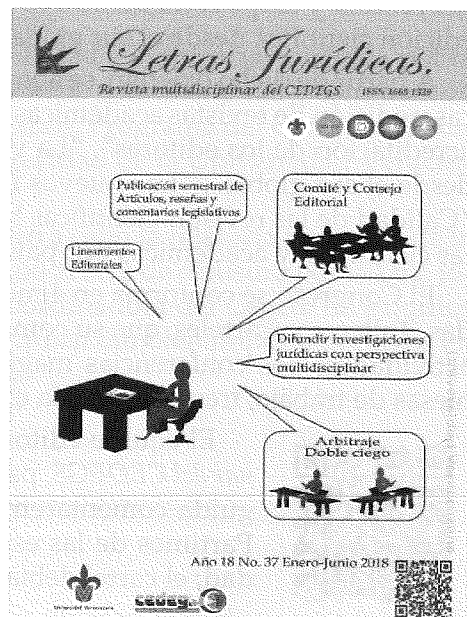 Letras Jurídicas.
Revista multidisciplinar del CEDEGS
Publicación semestral de
Artículos, reseñas y
comentarios legislativos
Comité y Consejo
Editorial
Lineamientos
Editoriales
Difundir investigaciones
jurídicas con perspectiva
multidisciplinar
Arbitraje
Doble ciego
Año 18 No. 37 Enero-Junio 2018
Universidad Veracruzana
cedegs